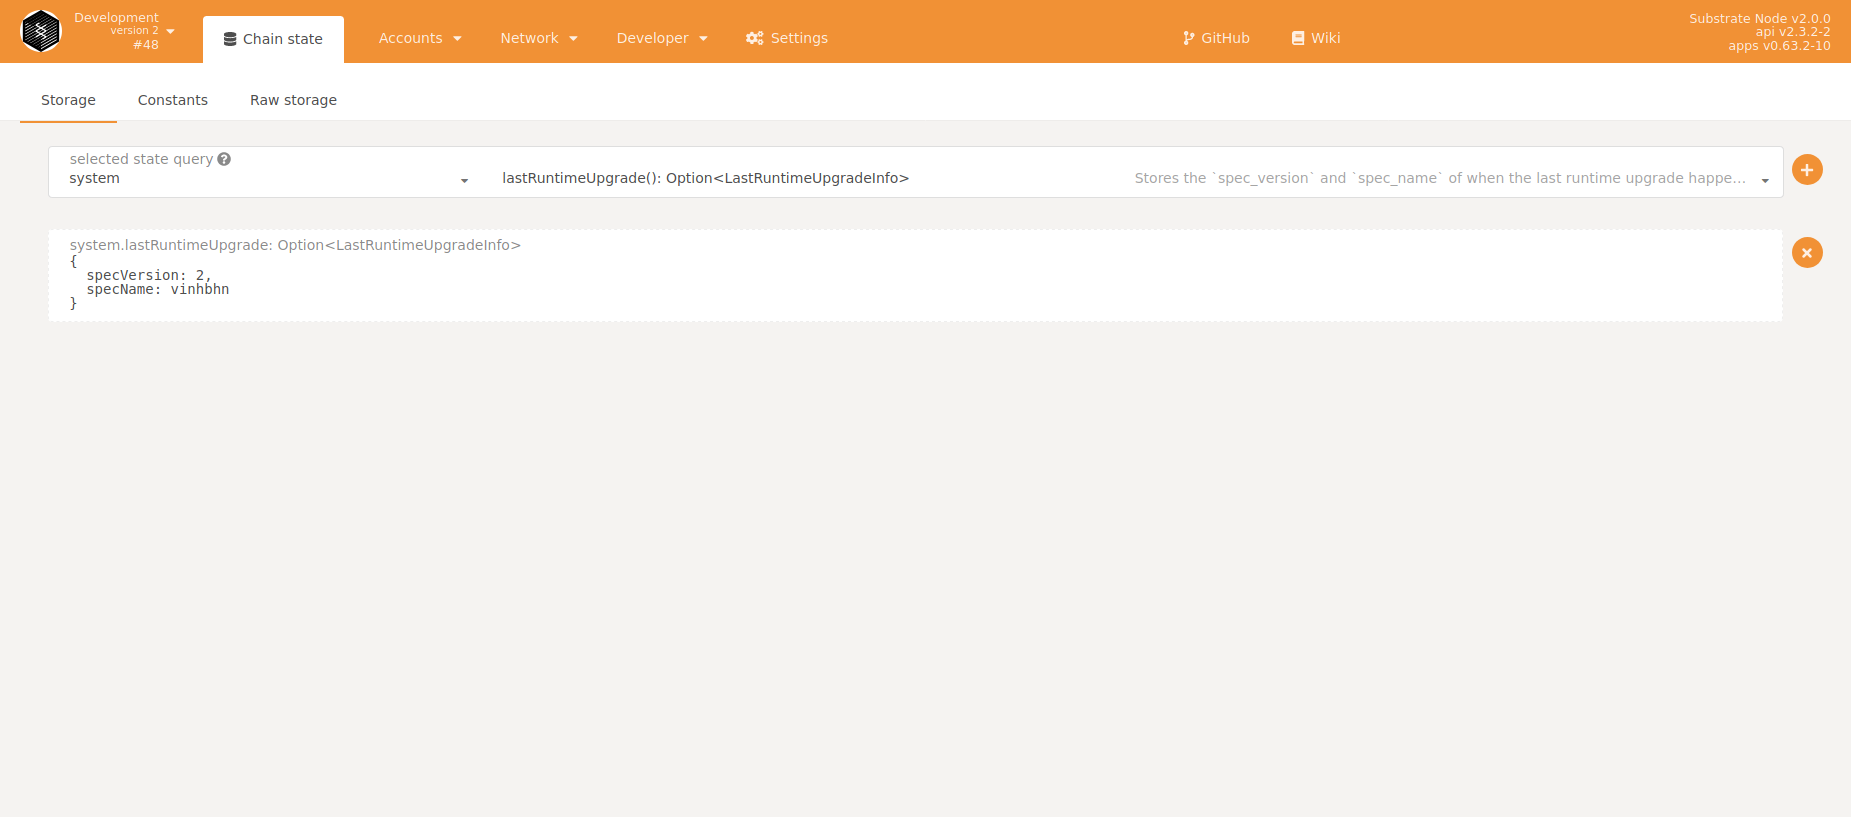 Development
version 2
#48
Chain state
Accounts
Network
Developer
Settings
GitHub
Wiki
Substrate Node v2.0.0
api v2.3.2-2
apps v0.63.2-10
Storage
Constants
Raw storage
selected state query
system
lastRuntimeUpgrade(): Option<LastRuntimeUpgradeInfo>
Stores the `spec_version` and `spec_name` of when the last runtime upgrade happe...
system.lastRuntimeUpgrade: Option<LastRuntimeUpgradeInfo>
{
  specVersion: 2,
  specName: vinhbhn
}